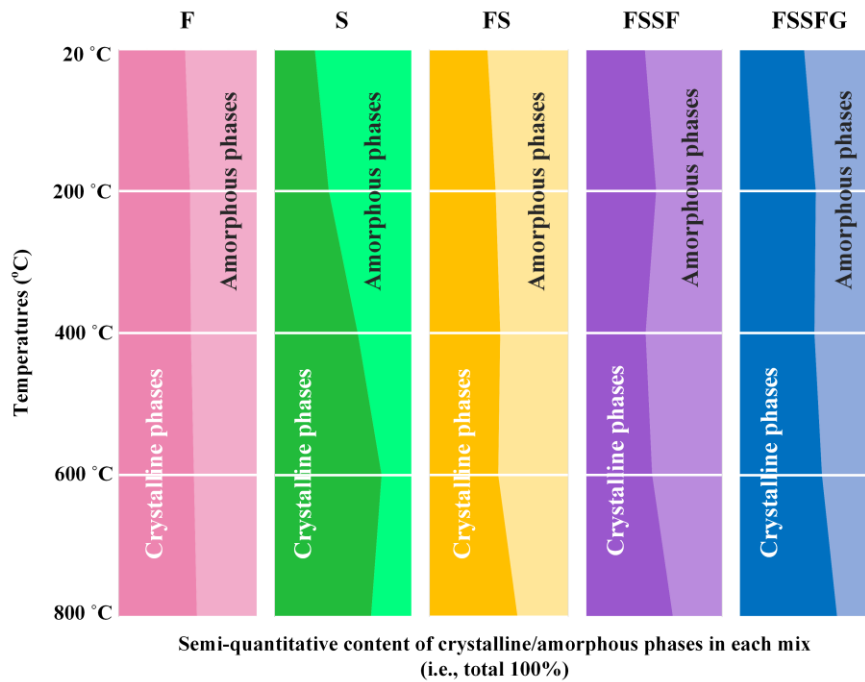 F S FS FSSF FSSFG
20 ˚C
200 ˚C
400 ˚C
600 ˚C
800 ˚C
Temperatures (˚C)
Amorphous phases
Crystalline phases
Amorphous phases
Crystalline phases
Amorphous phases
Crystalline phases
Amorphous phases
Crystalline phases
Amorphous phases
Crystalline phases
Semi-quantitative content of crystalline/amorphous phases in each mix
(i.e., total 100%)